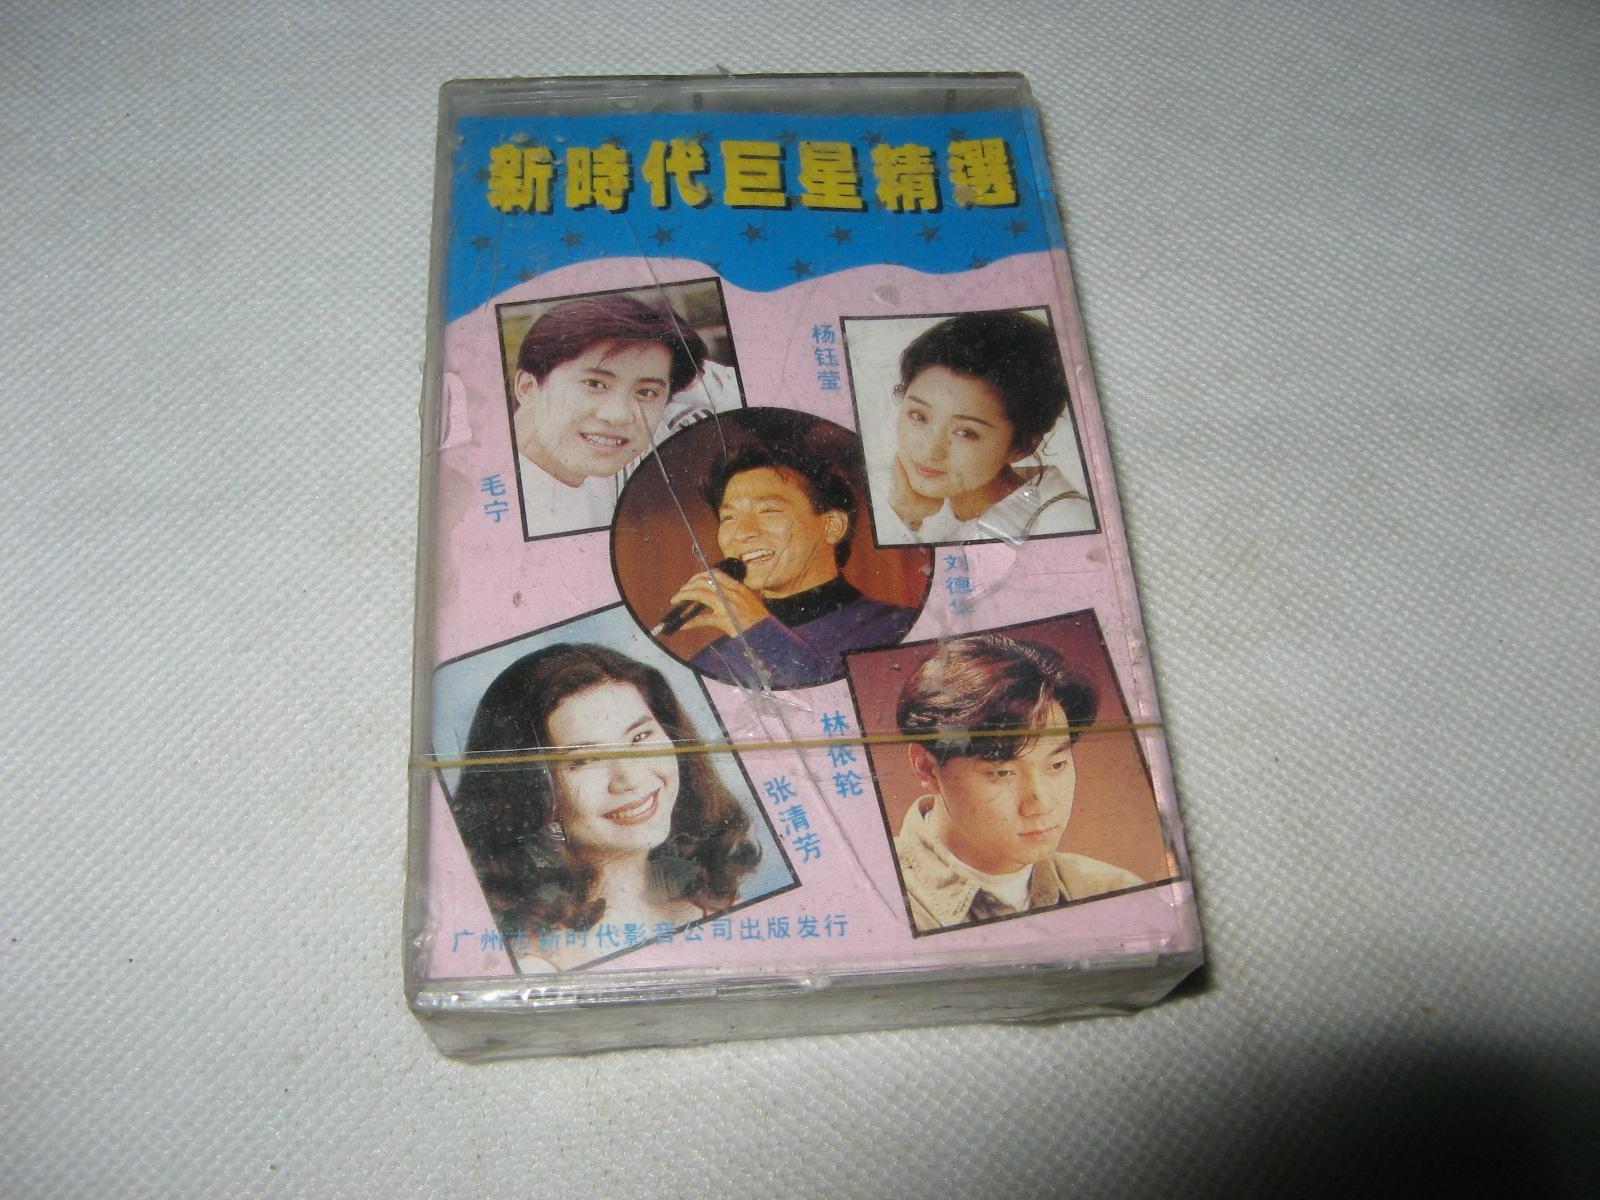 新時代巨星精選
杨钰莹
毛宁
刘德华
林依轮
张清芳
广州市新时代影音公司出版发行